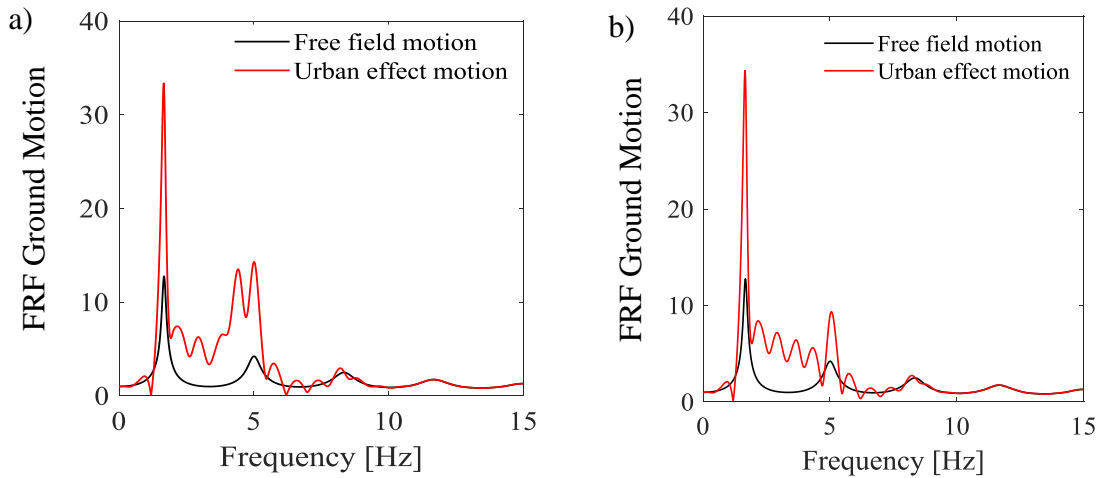 a)
FRF Ground Motion
40
30
20
10
0
Free field motion
Urban effect motion
0 5 10 15
Frequency [Hz]
b)
FRF Ground Motion
40
30
20
10
0
Free field motion
Urban effect motion
0 5 10 15
Frequency [Hz]